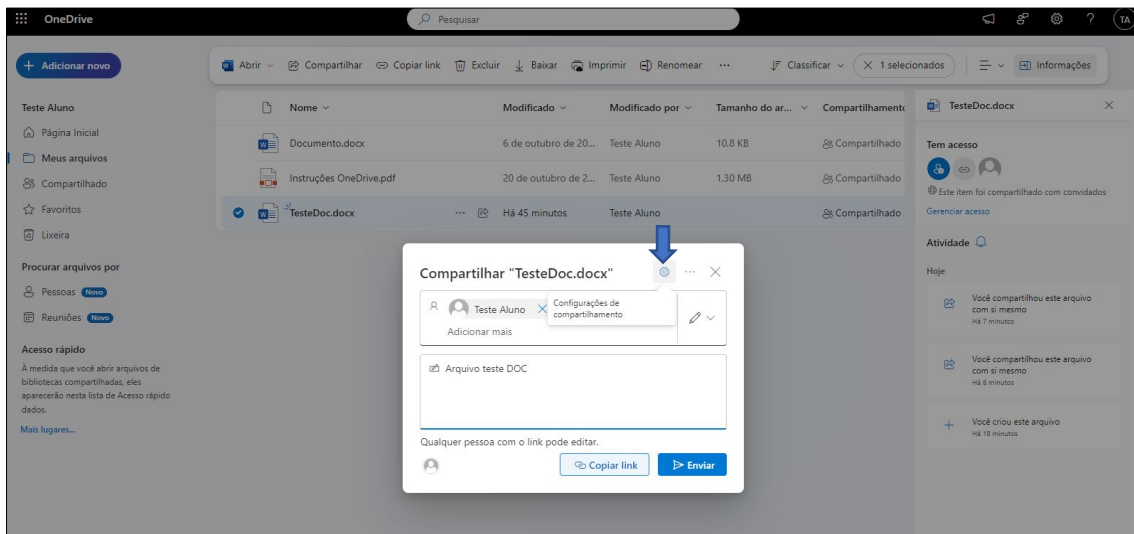 OneDrive
Pesquisar
TA
Adicionar novo
Abrir
Compartilhar
Copiar link
Excluir
Baixar
Imprimir
Renomear
Classificar
1 selecionados
Informações
Teste Aluno
Página Inicial
Meus arquivos
Compartilhado
Favoritos
Lixeira
Procurar arquivos por
Pessoas Novo
Reuniões Novo
Acesso rápido
À medida que você abrir arquivos de
bibliotecas compartilhadas, eles
aparecerão nesta lista de Acesso rápido
dados.
Mais lugares...
Nome Modificado Modificado por Tamanho do ar... Compartilhamento
Documento.docx 6 de outubro de 20... Teste Aluno 10,8 KB Compartilhado
Instruções OneDrive.pdf 20 de outubro de 2... Teste Aluno 1,30 MB Compartilhado
TesteDoc.docx ... Há 45 minutos Teste Aluno Compartilhado
Compartilhar "TesteDoc.docx"
Teste Aluno
Configurações de
compartilhamento
Adicionar mais
Arquivo teste DOC
Qualquer pessoa com o link pode editar.
Copiar link
Enviar
TesteDoc.docx
Tem acesso
Este item foi compartilhado com convidados
Gerenciar acesso
Atividade
Hoje
Você compartilhou este arquivo
com si mesmo
Há 7 minutos
Você compartilhou este arquivo
com si mesmo
Há 8 minutos
Você criou este arquivo
Há 18 minutos